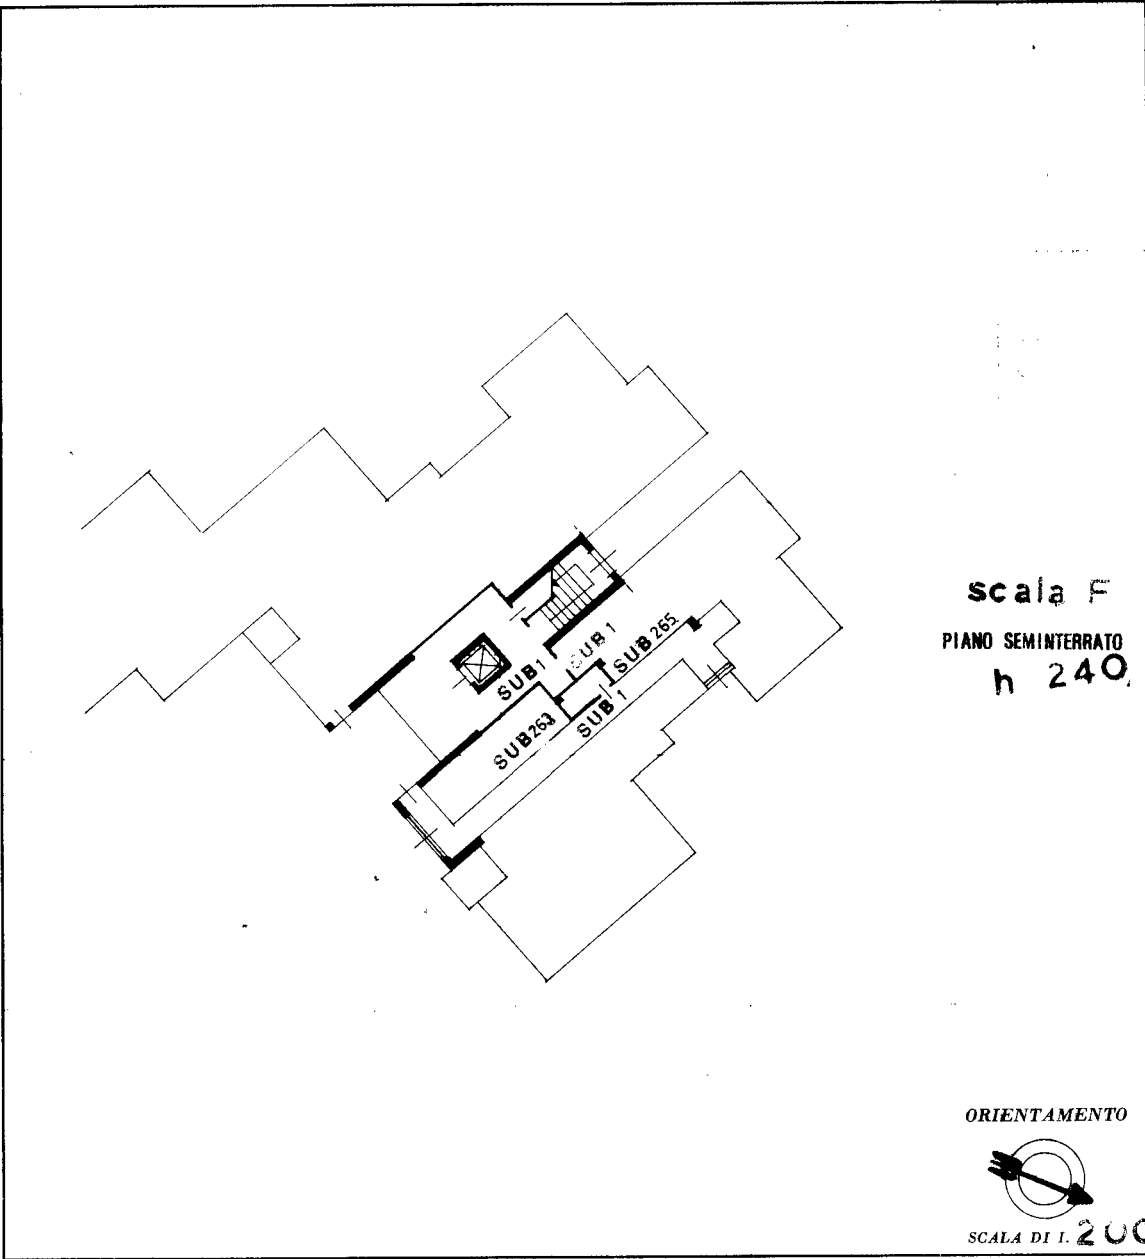 scala F
PIANO SEMINTERRATO
h 240
SUB 1
SUB 1
SUB 265
SUB 263
SUB 1
ORIENTAMENTO
SCALA DI 1. 200